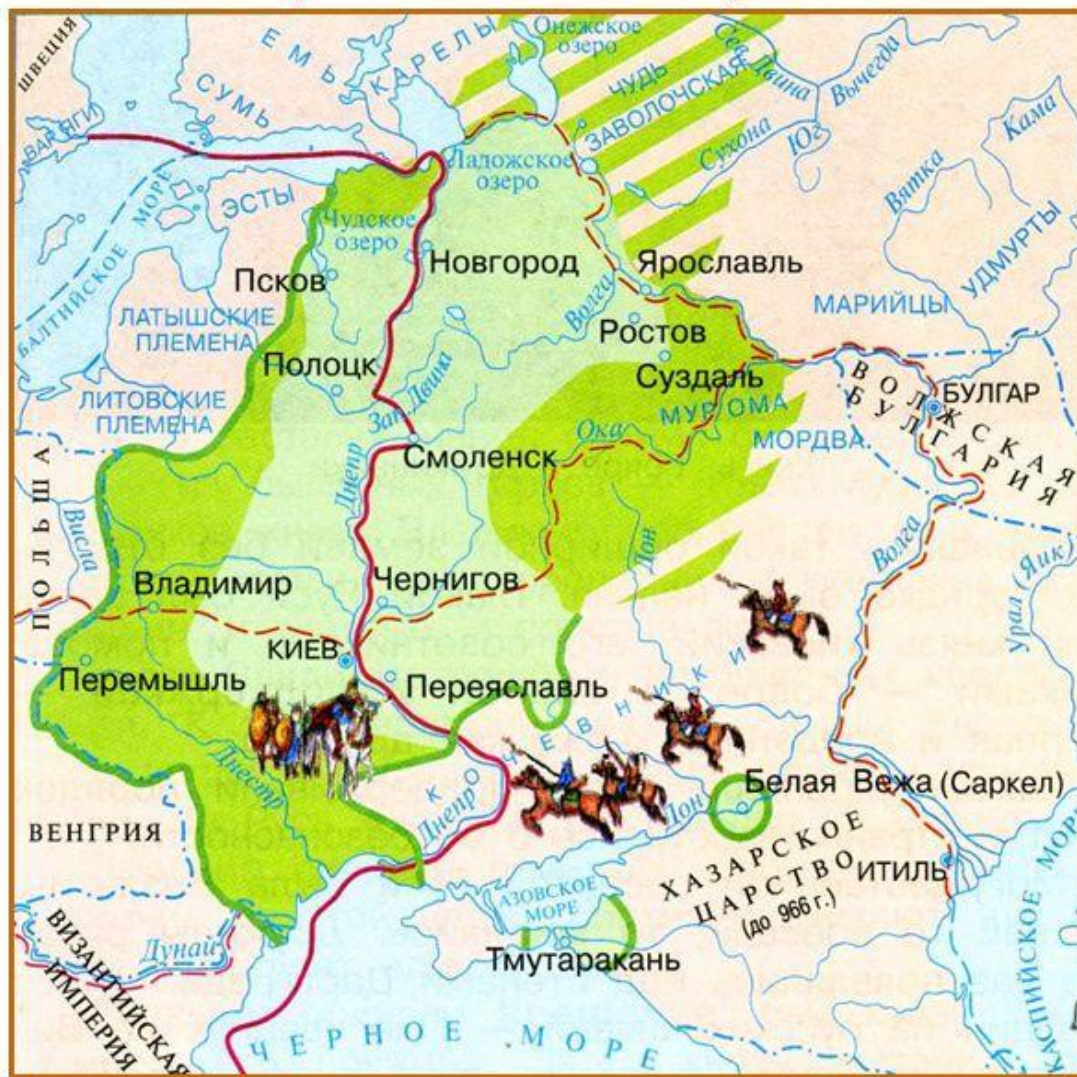 ШВЕЦИЯ
ЕМЬ
КАРЕЛЫ
Онежское
озеро
Сев. Двина
Вычегда
СУМЬ
ЧУДЬ
ЗАВОЛОЧСКАЯ
Кама
ВАРЯГИ
Сухона
Юг
Ладожское
озеро
Вятка
ЭСТЫ
Чудское
озеро
БАЛТИЙСКОЕ МОРЕ
Псков
Новгород
Ярославль
УДМУРТЫ
Волга
МАРИЙЦЫ
ЛАТЫШСКИЕ
ПЛЕМЕНА
Ростов
Полоцк
Суздаль
Зап. Двина
ВОЛЖСКАЯ
БУЛГАРИЯ
БУЛГАР
ЛИТОВСКИЕ
ПЛЕМЕНА
МУРОМА
Ока
МОРДВА
Смоленск
Днепр
ПОЛЬША
Висла
Дон
Волга
Урал (Яик)
Владимир
Чернигов
КИЕВ
Перемышль
Переяславль
КОЧЕВНИКИ
Днестр
Днепр
Дон
Белая Вежа (Саркел)
ВЕНГРИЯ
ХАЗАРСКОЕ
ЦАРСТВО
(до 966 г.)
ИТИЛЬ
АЗОВСКОЕ
МОРЕ
Дунай
Тмутаракань
ВИЗАНТИЙСКАЯ
ИМПЕРИЯ
ЧЕРНОЕ МОРЕ
КАСПИЙСКОЕ МОРЕ